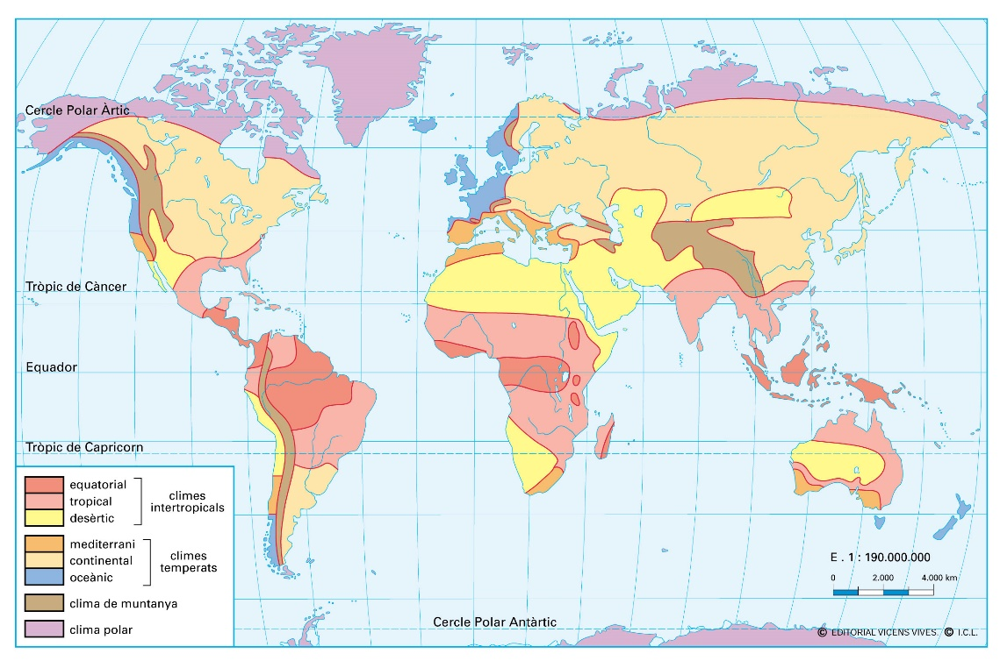 Cercle Polar Àrtic
Tròpic de Càncer
Equador
Tròpic de Capricorn
equatorial
tropical
desèrtic
climes
intertropicals
mediterrani
continental
oceànic
climes
temperats
clima de muntanya
clima polar
E . 1 : 190.000.000
0 2.000 4.000 km
Cercle Polar Antàrtic
© EDITORIAL VICENS VIVES. © I.C.L.